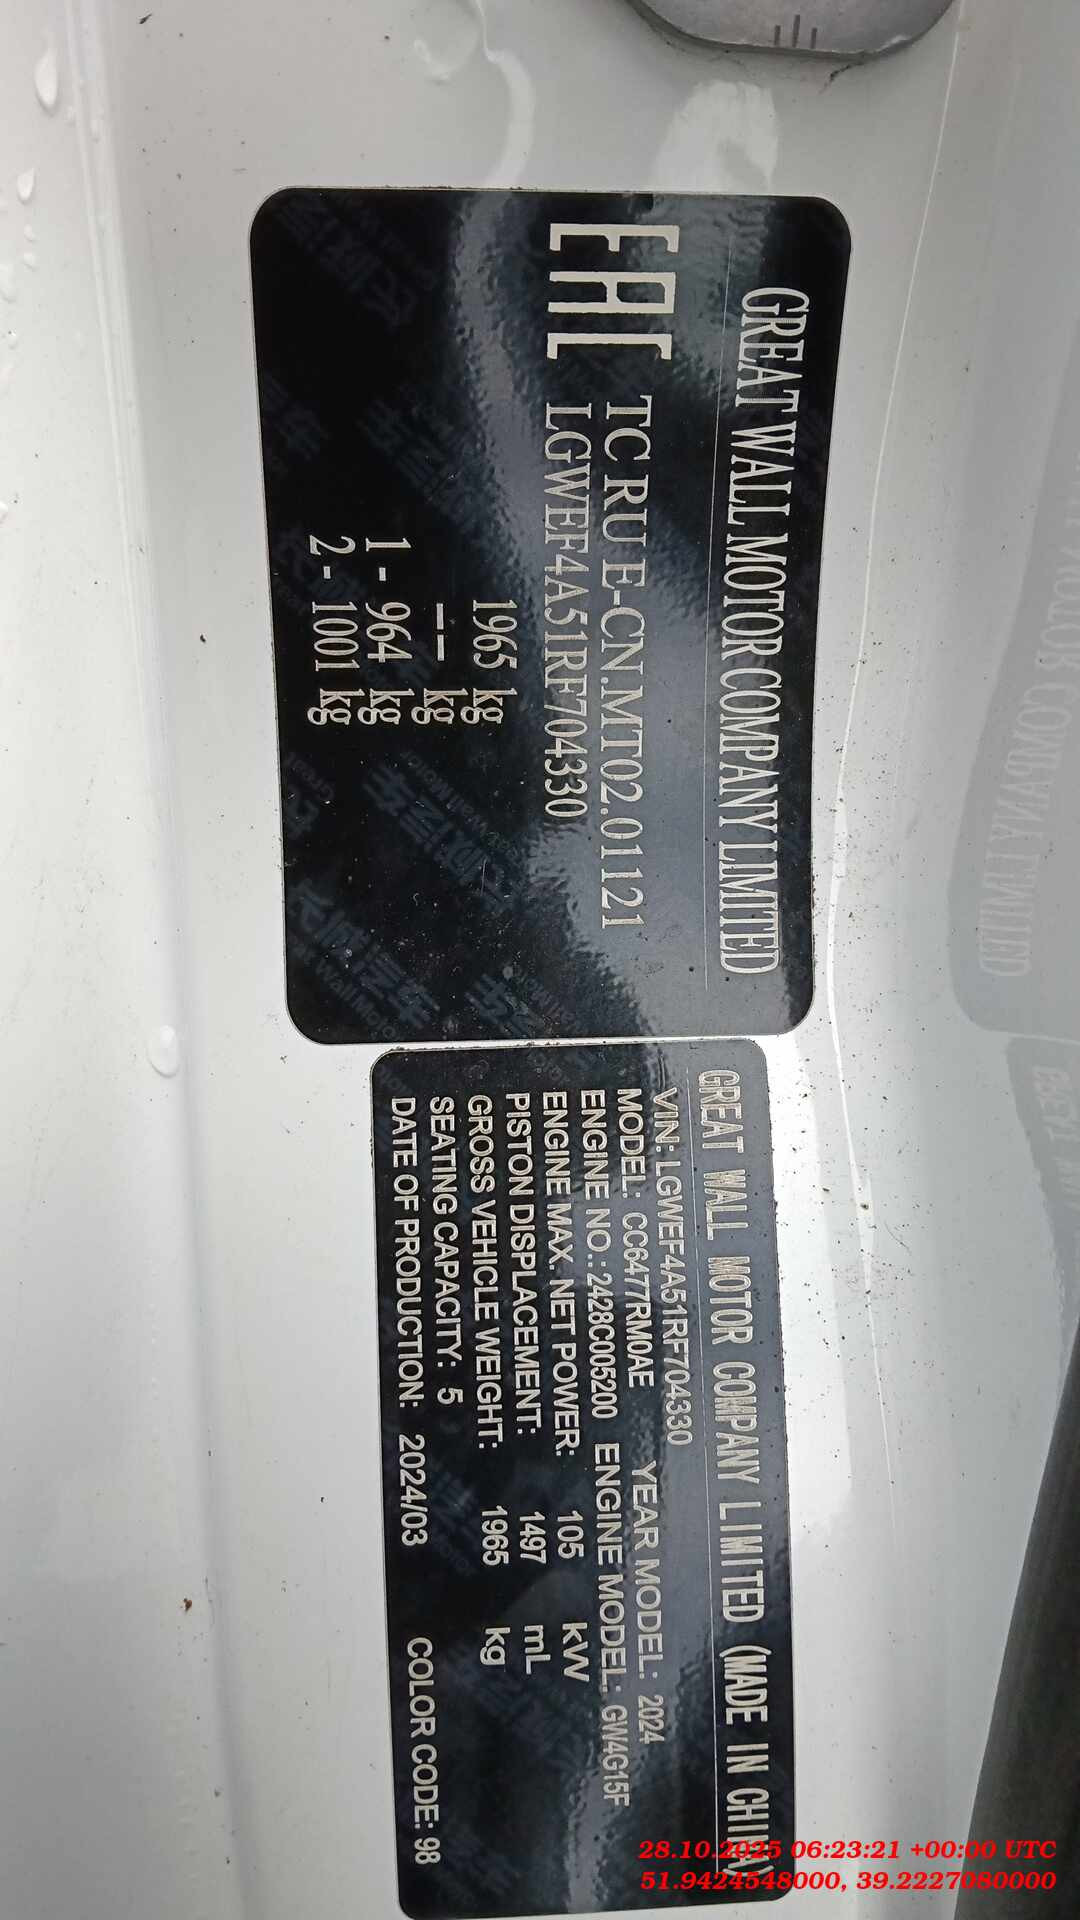 GREAT WALL MOTOR COMPANY LIMITED
EAC
TC RU E-CN.MT02.01121
LGWEF4A51RF704330
1965 kg
-- kg
1 - 964 kg
2 - 1001 kg
GREAT WALL MOTOR COMPANY LIMITED (MADE IN CHINA)
VIN: LGWEF4A51RF704330
MODEL: CC6477RM0AE YEAR MODEL: 2024
ENGINE NO.: 2428C005200 ENGINE MODEL: GW4G15F
ENGINE MAX. NET POWER: 105 kW
PISTON DISPLACEMENT: 1497 mL
GROSS VEHICLE WEIGHT: 1965 kg
SEATING CAPACITY: 5
DATE OF PRODUCTION: 2024/03 COLOR CODE: 98
28.10.2025 06:23:21 +00:00 UTC
51.9424548000, 39.2227080000